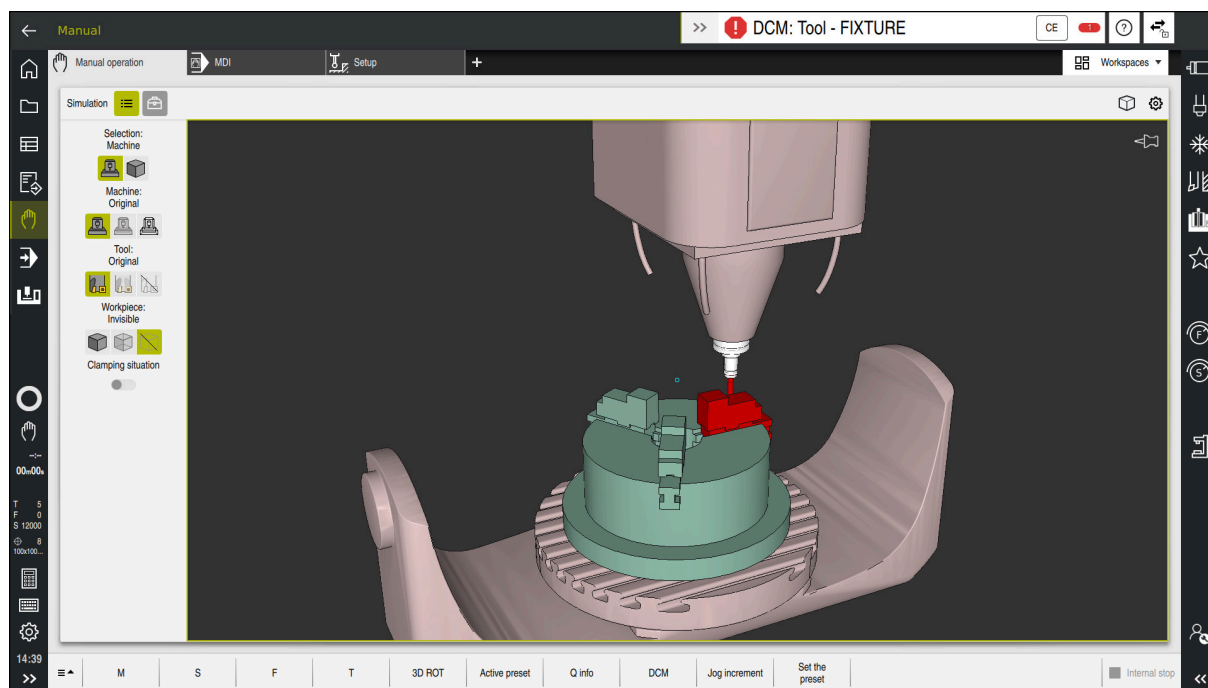 Manual
DCM: Tool - FIXTURE
CE
1
Manual operation
MDI
Setup
Workspaces
Simulation
Selection:
Machine
Machine:
Original
Tool:
Original
Workpiece:
Invisible
Clamping situation
F
S
-:--
00m00s
T 5
F 0
S 12000
8
100x100...
14:39
M
S
F
T
3D ROT
Active preset
Q info
DCM
Jog increment
Set the
preset
Internal stop